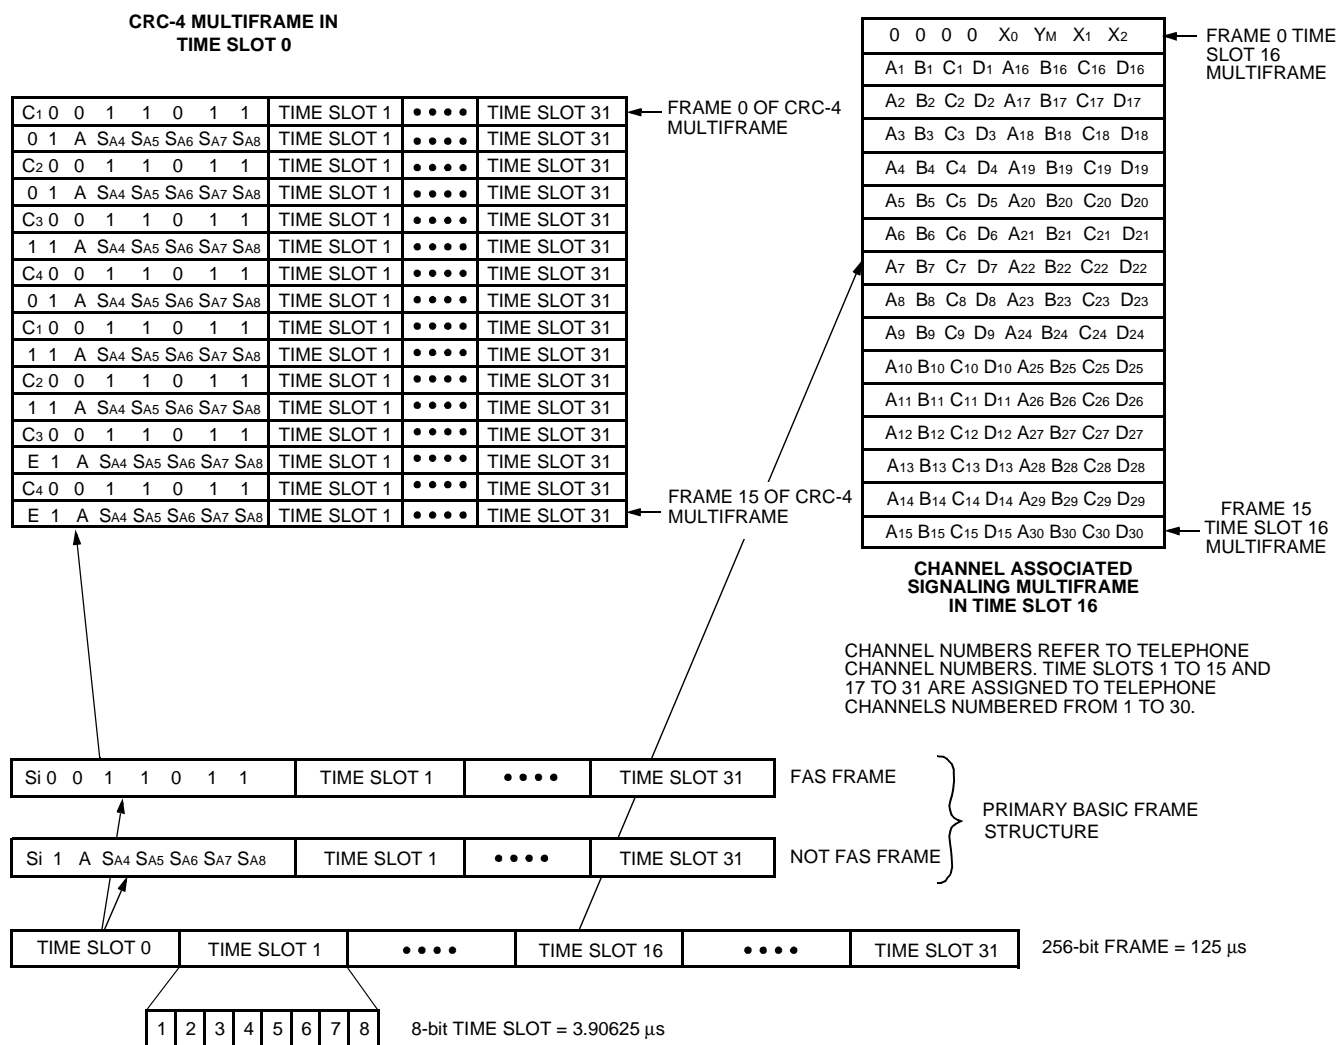 CRC-4 MULTIFRAME IN
TIME SLOT 0
C1 0 0 1 1 0 1 1 TIME SLOT 1 •••• TIME SLOT 31
0 1 A SA4 SA5 SA6 SA7 SA8 TIME SLOT 1 •••• TIME SLOT 31
C2 0 0 1 1 0 1 1 TIME SLOT 1 •••• TIME SLOT 31
0 1 A SA4 SA5 SA6 SA7 SA8 TIME SLOT 1 •••• TIME SLOT 31
C3 0 0 1 1 0 1 1 TIME SLOT 1 •••• TIME SLOT 31
1 1 A SA4 SA5 SA6 SA7 SA8 TIME SLOT 1 •••• TIME SLOT 31
C4 0 0 1 1 0 1 1 TIME SLOT 1 •••• TIME SLOT 31
0 1 A SA4 SA5 SA6 SA7 SA8 TIME SLOT 1 •••• TIME SLOT 31
C1 0 0 1 1 0 1 1 TIME SLOT 1 •••• TIME SLOT 31
1 1 A SA4 SA5 SA6 SA7 SA8 TIME SLOT 1 •••• TIME SLOT 31
C2 0 0 1 1 0 1 1 TIME SLOT 1 •••• TIME SLOT 31
1 1 A SA4 SA5 SA6 SA7 SA8 TIME SLOT 1 •••• TIME SLOT 31
C3 0 0 1 1 0 1 1 TIME SLOT 1 •••• TIME SLOT 31
E 1 A SA4 SA5 SA6 SA7 SA8 TIME SLOT 1 •••• TIME SLOT 31
C4 0 0 1 1 0 1 1 TIME SLOT 1 •••• TIME SLOT 31
E 1 A SA4 SA5 SA6 SA7 SA8 TIME SLOT 1 •••• TIME SLOT 31
FRAME 0 OF CRC-4
MULTIFRAME
FRAME 15 OF CRC-4
MULTIFRAME
0 0 0 0 X0 YM X1 X2
A1 B1 C1 D1 A16 B16 C16 D16
A2 B2 C2 D2 A17 B17 C17 D17
A3 B3 C3 D3 A18 B18 C18 D18
A4 B4 C4 D4 A19 B19 C19 D19
A5 B5 C5 D5 A20 B20 C20 D20
A6 B6 C6 D6 A21 B21 C21 D21
A7 B7 C7 D7 A22 B22 C22 D22
A8 B8 C8 D8 A23 B23 C23 D23
A9 B9 C9 D9 A24 B24 C24 D24
A10 B10 C10 D10 A25 B25 C25 D25
A11 B11 C11 D11 A26 B26 C26 D26
A12 B12 C12 D12 A27 B27 C27 D27
A13 B13 C13 D13 A28 B28 C28 D28
A14 B14 C14 D14 A29 B29 C29 D29
A15 B15 C15 D15 A30 B30 C30 D30
FRAME 0 TIME
SLOT 16
MULTIFRAME
FRAME 15
TIME SLOT 16
MULTIFRAME
CHANNEL ASSOCIATED
SIGNALING MULTIFRAME
IN TIME SLOT 16
CHANNEL NUMBERS REFER TO TELEPHONE
CHANNEL NUMBERS. TIME SLOTS 1 TO 15 AND
17 TO 31 ARE ASSIGNED TO TELEPHONE
CHANNELS NUMBERED FROM 1 TO 30.
Si 0 0 1 1 0 1 1 TIME SLOT 1 •••• TIME SLOT 31 FAS FRAME
Si 1 A SA4 SA5 SA6 SA7 SA8 TIME SLOT 1 •••• TIME SLOT 31 NOT FAS FRAME
PRIMARY BASIC FRAME
STRUCTURE
TIME SLOT 0 TIME SLOT 1 •••• TIME SLOT 16 •••• TIME SLOT 31 256-bit FRAME = 125 µs
1 2 3 4 5 6 7 8 8-bit TIME SLOT = 3.90625 µs